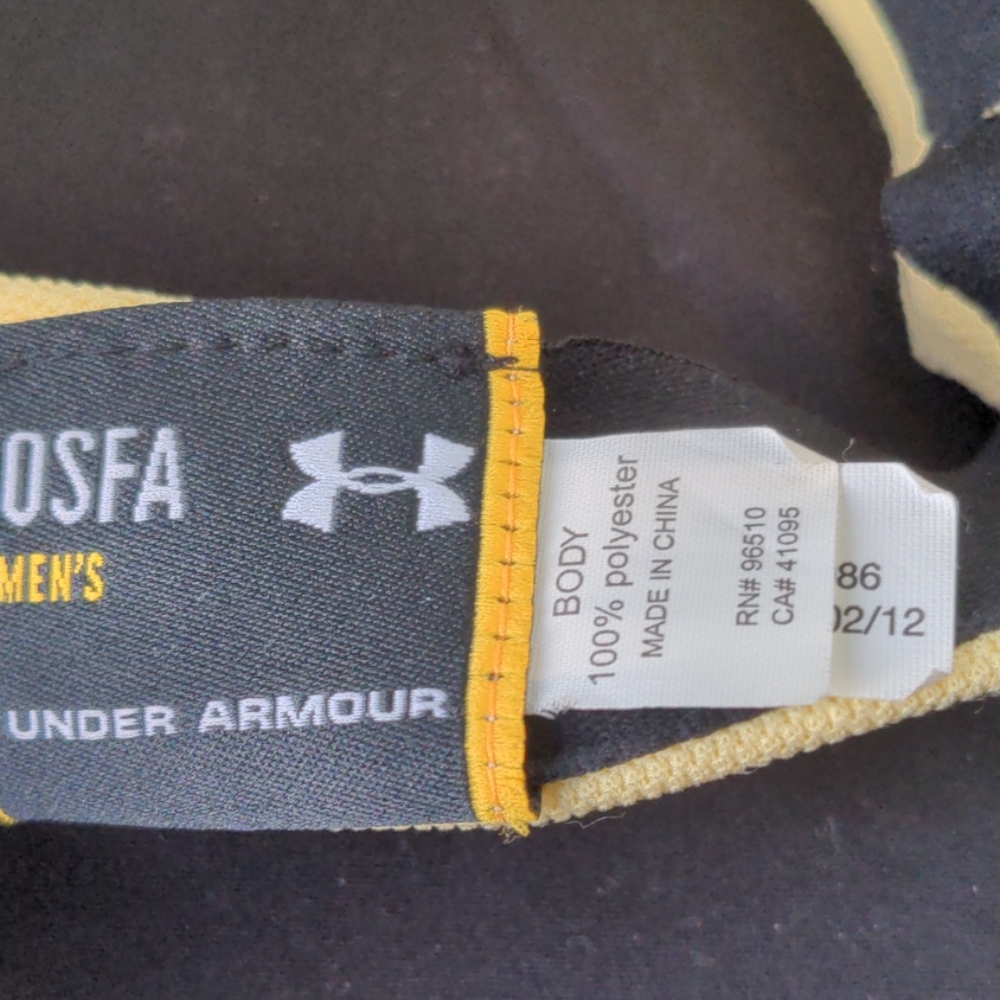 OSFA
MEN'S
UNDER ARMOUR
BODY
100% polyester
MADE IN CHINA
RN# 96510
CA# 41095
86
02/12